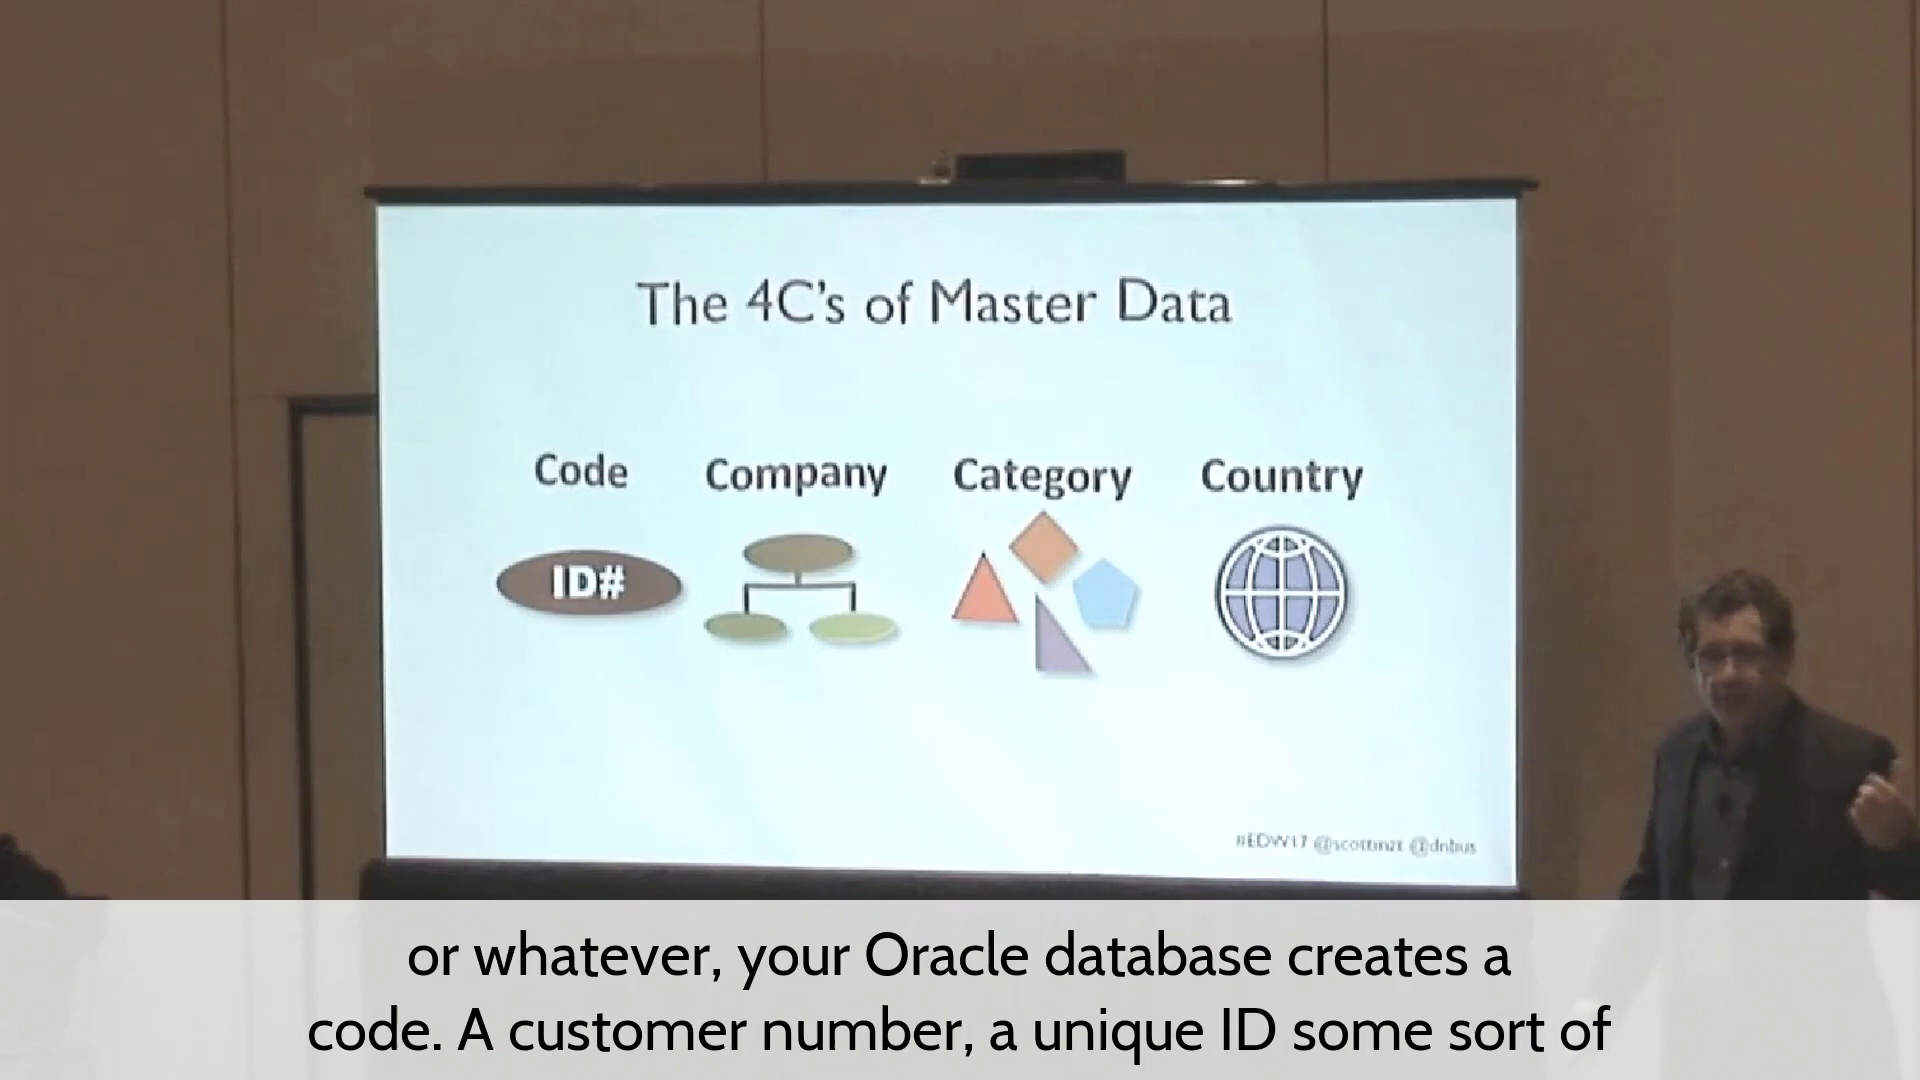 The 4C's of Master Data
Code Company Category Country
ID#
#EDW17 @scottmzt @dnbus
or whatever, your Oracle database creates a
code. A customer number, a unique ID some sort of